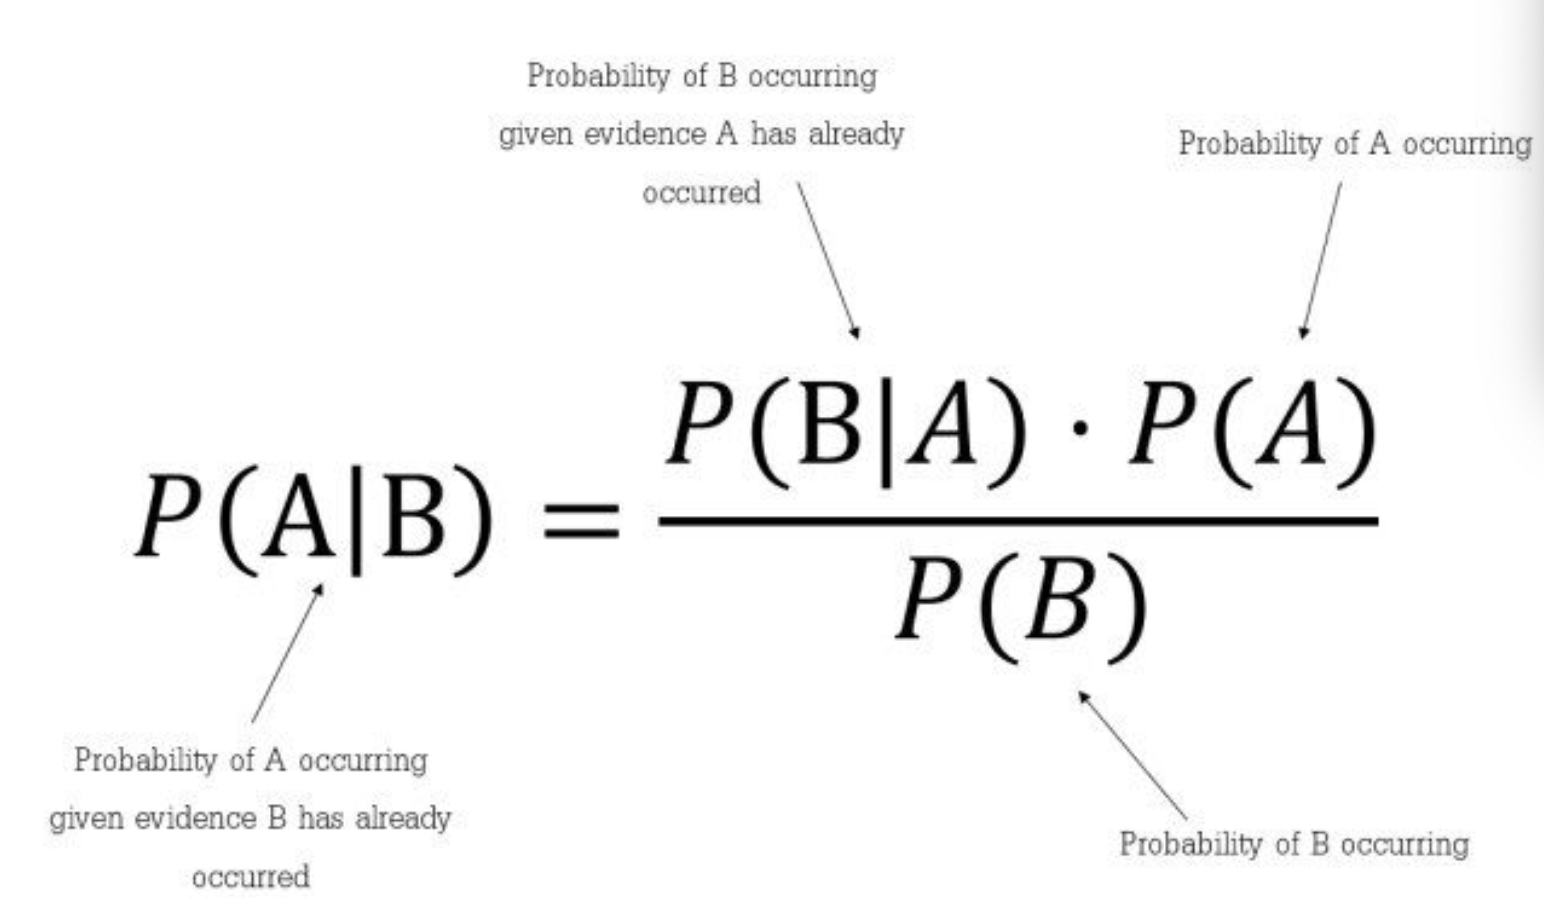 Probability of B occurring
given evidence A has already
occurred
Probability of A occurring
P(A|B) = P(B|A) · P(A)
P(B)
Probability of A occurring
given evidence B has already
occurred
Probability of B occurring